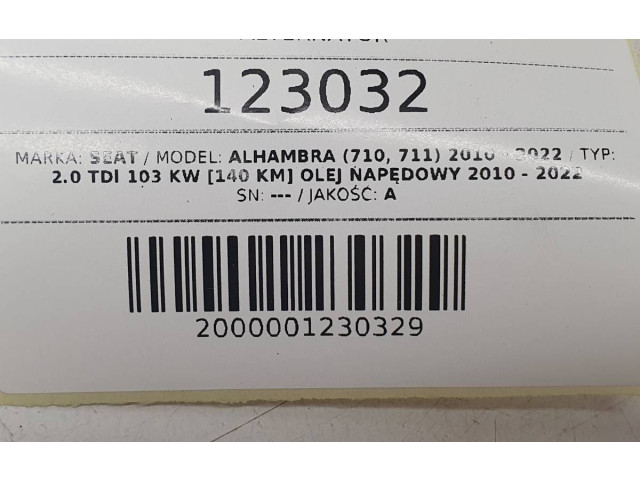 ALTERNATOR
123032
MARKA: SEAT / MODEL: ALHAMBRA (710, 711) 2010 - 2022 / TYP:
2.0 TDI 103 KW [140 KM] OLEJ NAPĘDOWY 2010 - 2022
SN: --- / JAKOŚĆ: A
2000001230329